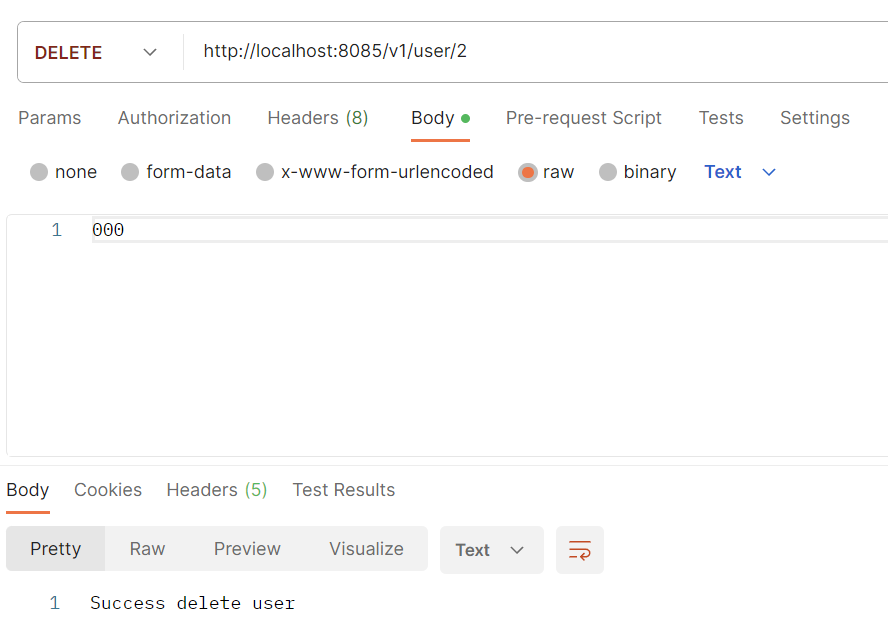 DELETE http://localhost:8085/v1/user/2
Params Authorization Headers (8) Body Pre-request Script Tests Settings
none form-data x-www-form-urlencoded raw binary Text
1 000
Body Cookies Headers (5) Test Results
Pretty Raw Preview Visualize Text
1 Success delete user